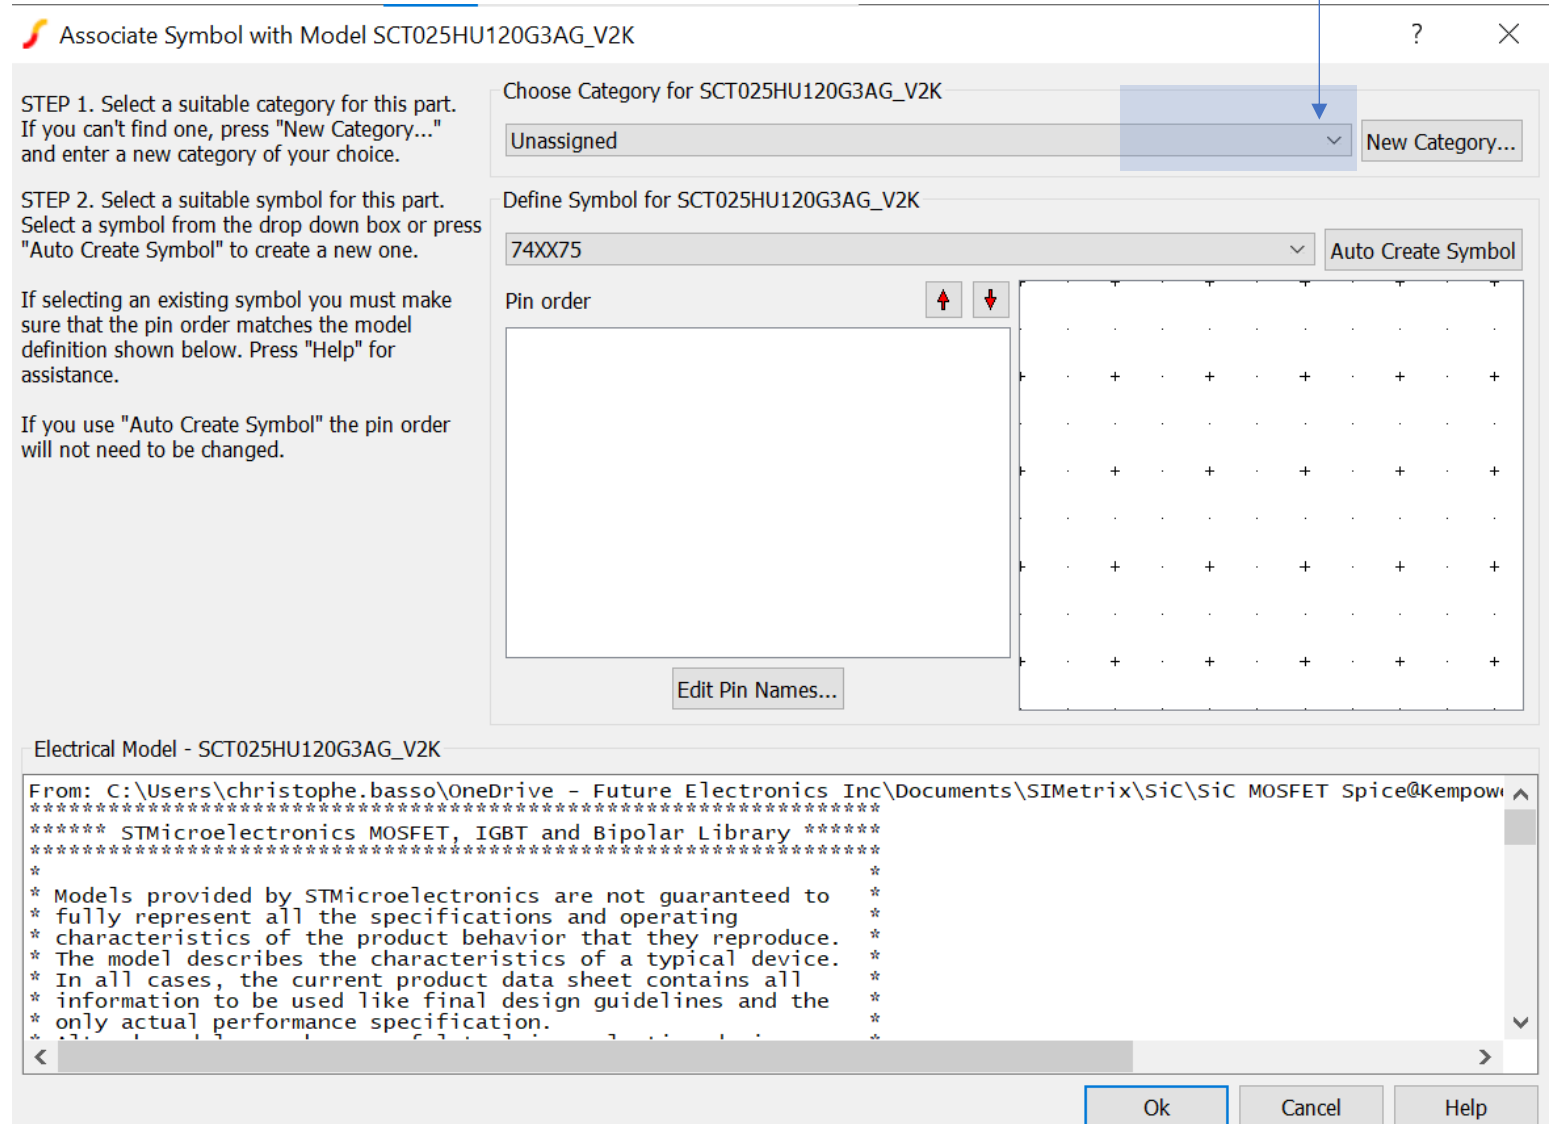 Associate Symbol with Model SCT025HU120G3AG_V2K
?
STEP 1. Select a suitable category for this part.
If you can't find one, press "New Category..."
and enter a new category of your choice.
STEP 2. Select a suitable symbol for this part.
Select a symbol from the drop down box or press
"Auto Create Symbol" to create a new one.
If selecting an existing symbol you must make
sure that the pin order matches the model
definition shown below. Press "Help" for
assistance.
If you use "Auto Create Symbol" the pin order
will not need to be changed.
Choose Category for SCT025HU120G3AG_V2K
Unassigned
New Category...
Define Symbol for SCT025HU120G3AG_V2K
74XX75
Auto Create Symbol
Pin order
Edit Pin Names...
Electrical Model - SCT025HU120G3AG_V2K
From: C:\Users\christophe.basso\OneDrive - Future Electronics Inc\Documents\SIMetrix\SiC\SiC MOSFET Spice@Kempow
*****************************************************************
****** STMicroelectronics MOSFET, IGBT and Bipolar Library ******
*****************************************************************
* *
* Models provided by STMicroelectronics are not guaranteed to *
* fully represent all the specifications and operating *
* characteristics of the product behavior that they reproduce. *
* The model describes the characteristics of a typical device. *
* In all cases, the current product data sheet contains all *
* information to be used like final design guidelines and the *
* only actual performance specification. *
Ok
Cancel
Help